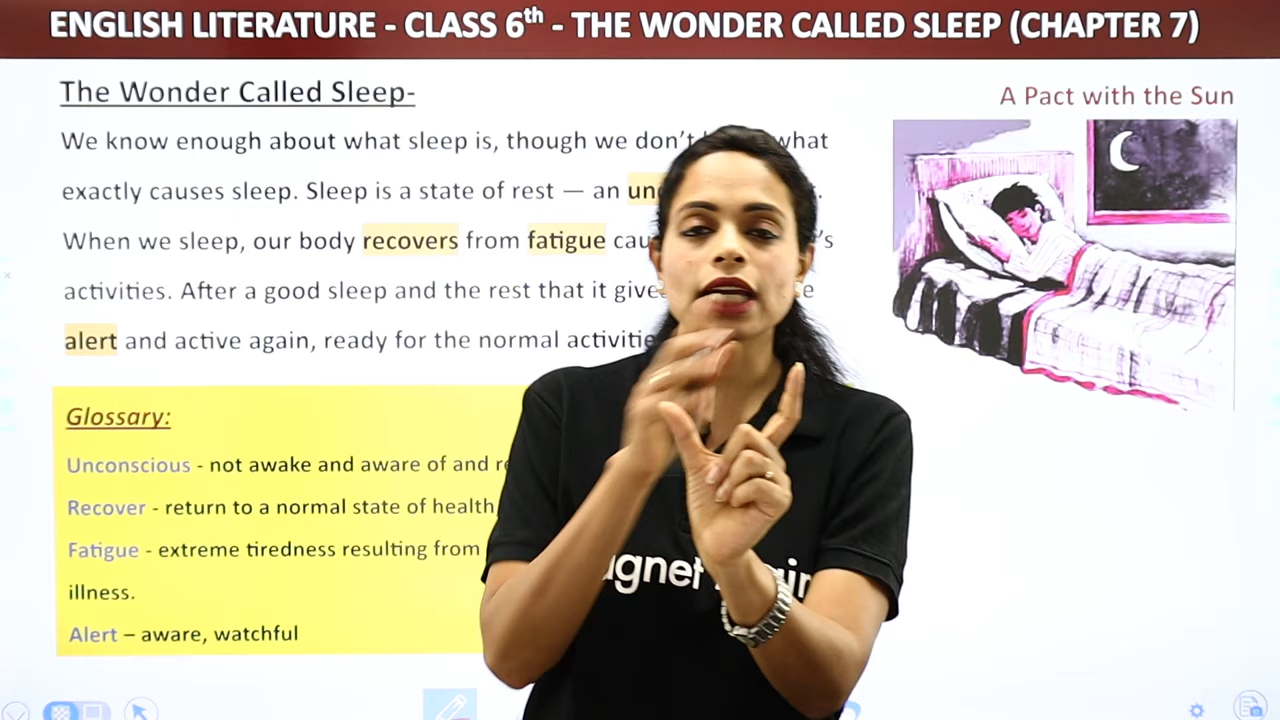 ENGLISH LITERATURE - CLASS 6th - THE WONDER CALLED SLEEP (CHAPTER 7)
The Wonder Called Sleep-
A Pact with the Sun
We know enough about what sleep is, though we don't what
exactly causes sleep. Sleep is a state of rest — an
When we sleep, our body recovers from fatigue
activities. After a good sleep and the rest that it
alert and active again, ready for the normal
Glossary:
Unconscious - not awake and aware of and
Recover - return to a normal state of health
Fatigue - extreme tiredness resulting from
illness.
Alert – aware, watchful